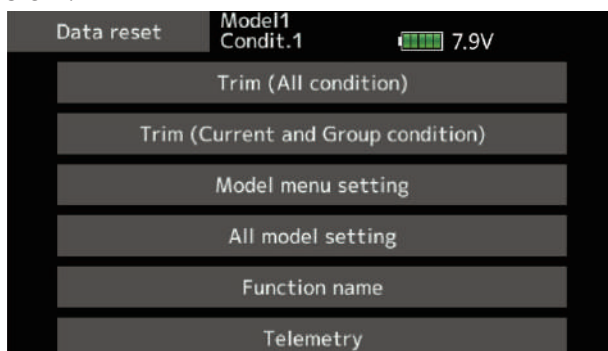 Data reset
Model1
Condit.1
7.9V
Trim (All condition)
Trim (Current and Group condition)
Model menu setting
All model setting
Function name
Telemetry